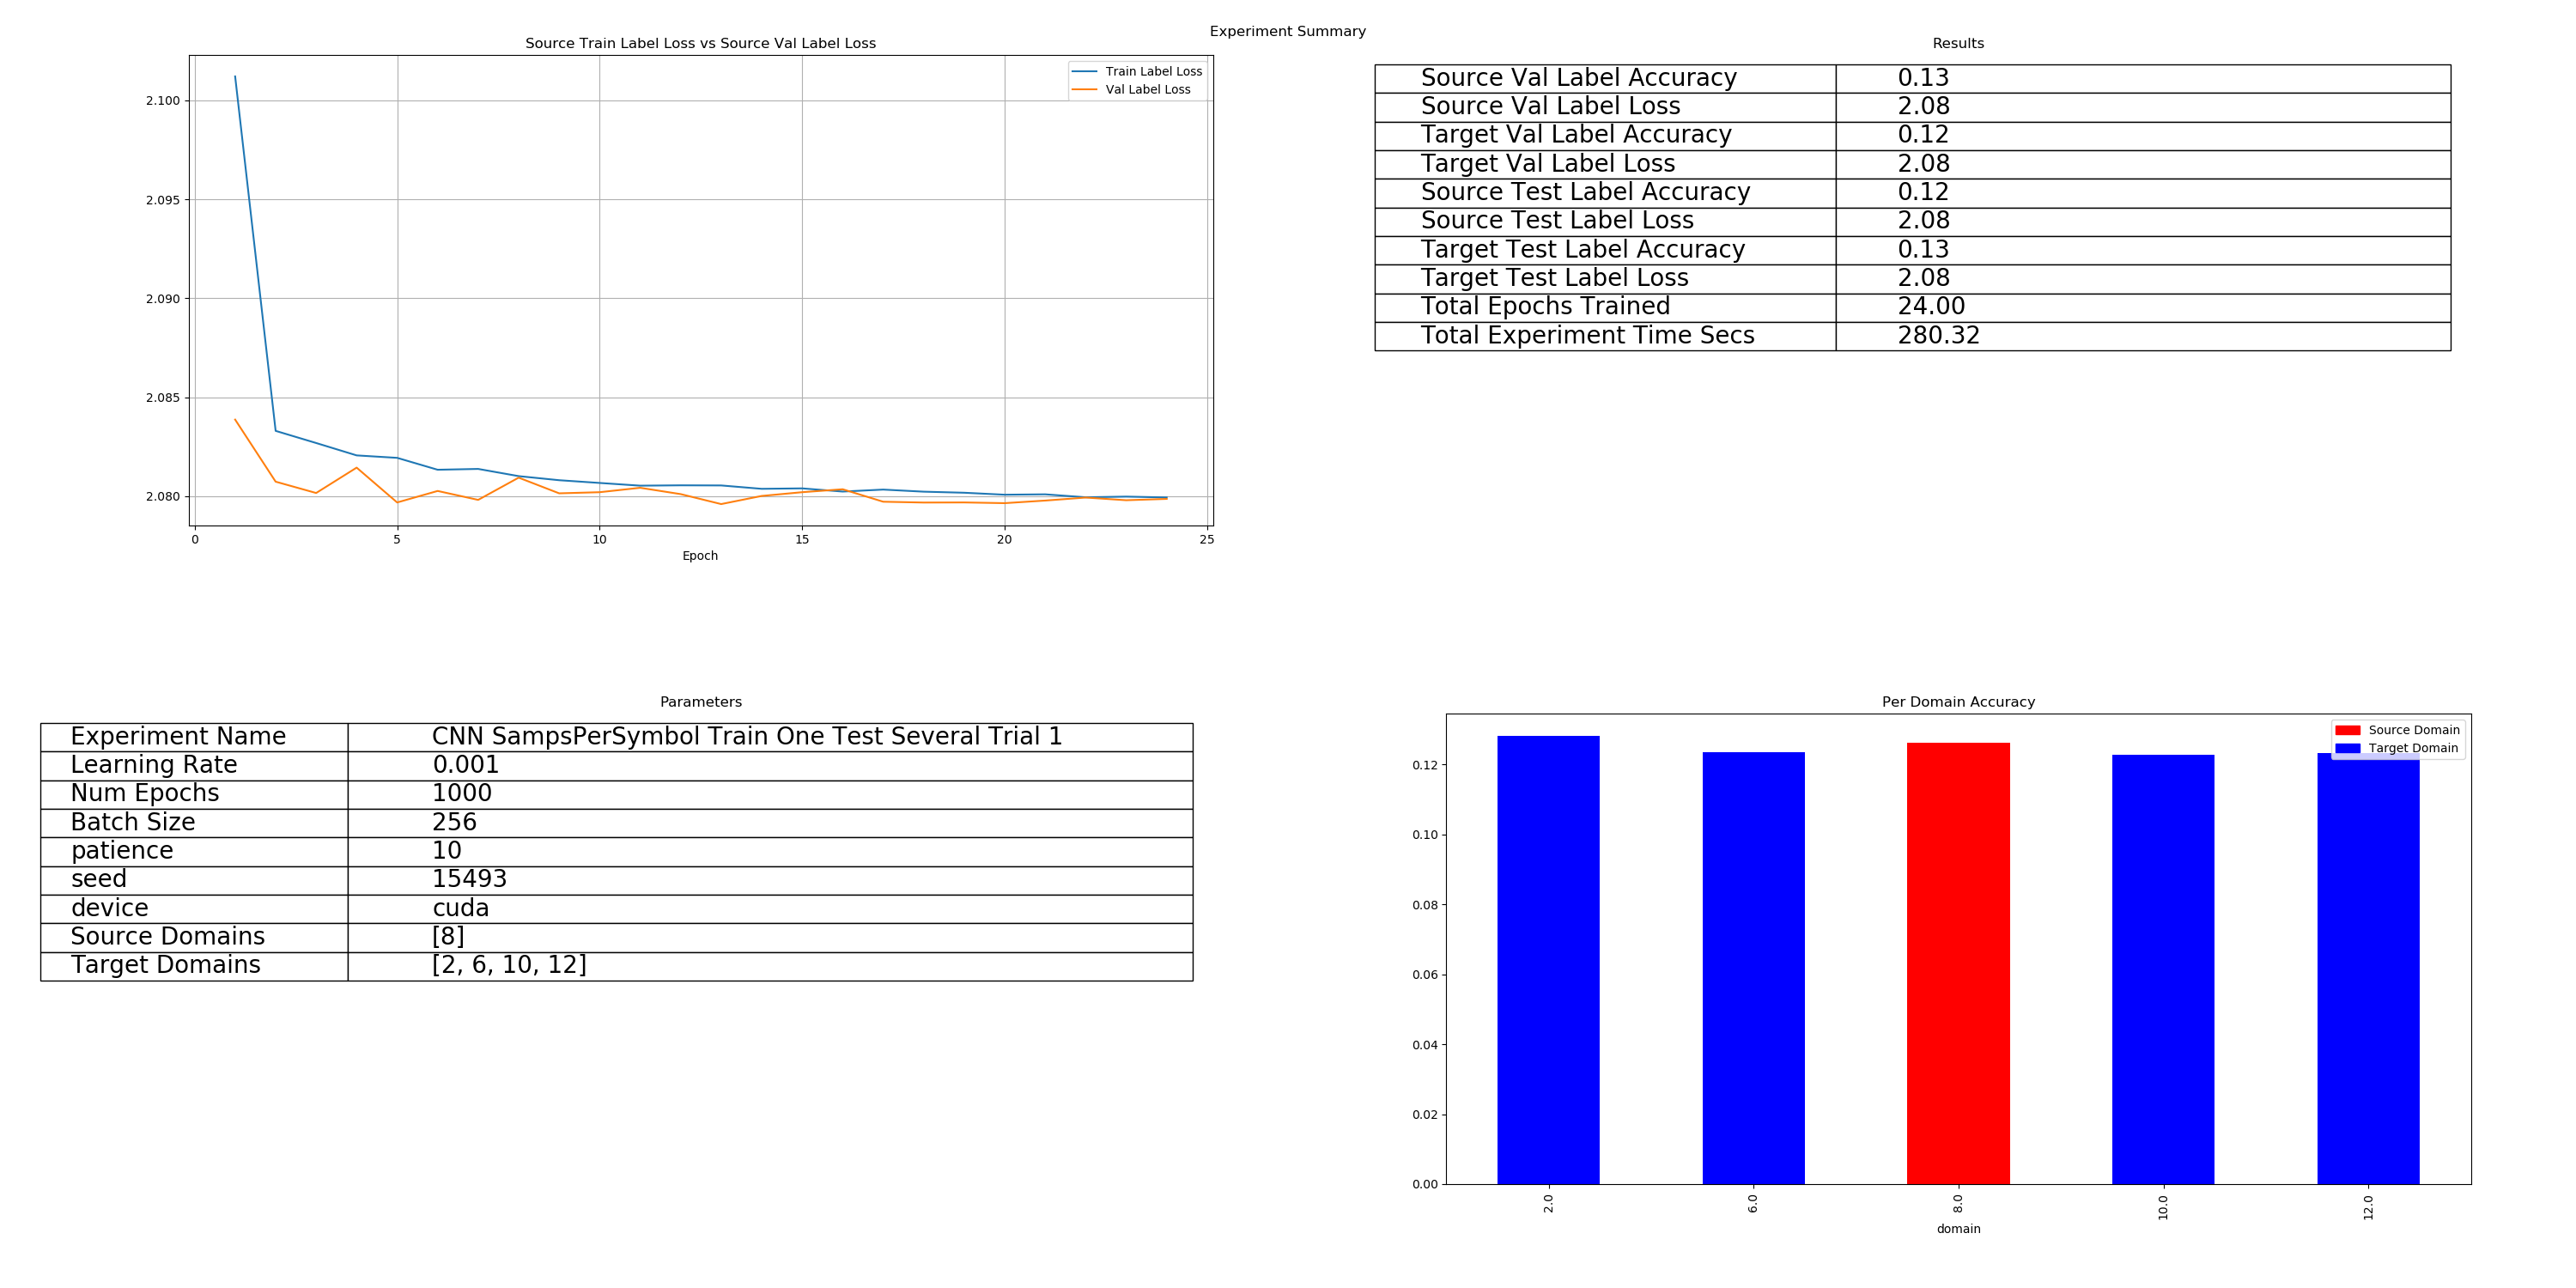 Experiment Summary
Source Train Label Loss vs Source Val Label Loss
Train Label Loss
Val Label Loss
2.100
2.095
2.090
2.085
2.080
0 5 10 15 20 25
Epoch
Results
Source Val Label Accuracy 0.13
Source Val Label Loss 2.08
Target Val Label Accuracy 0.12
Target Val Label Loss 2.08
Source Test Label Accuracy 0.12
Source Test Label Loss 2.08
Target Test Label Accuracy 0.13
Target Test Label Loss 2.08
Total Epochs Trained 24.00
Total Experiment Time Secs 280.32
Parameters
Experiment Name CNN SampsPerSymbol Train One Test Several Trial 1
Learning Rate 0.001
Num Epochs 1000
Batch Size 256
patience 10
seed 15493
device cuda
Source Domains [8]
Target Domains [2, 6, 10, 12]
Per Domain Accuracy
Source Domain
Target Domain
0.12
0.10
0.08
0.06
0.04
0.02
0.00
2.0 6.0 8.0 10.0 12.0
domain